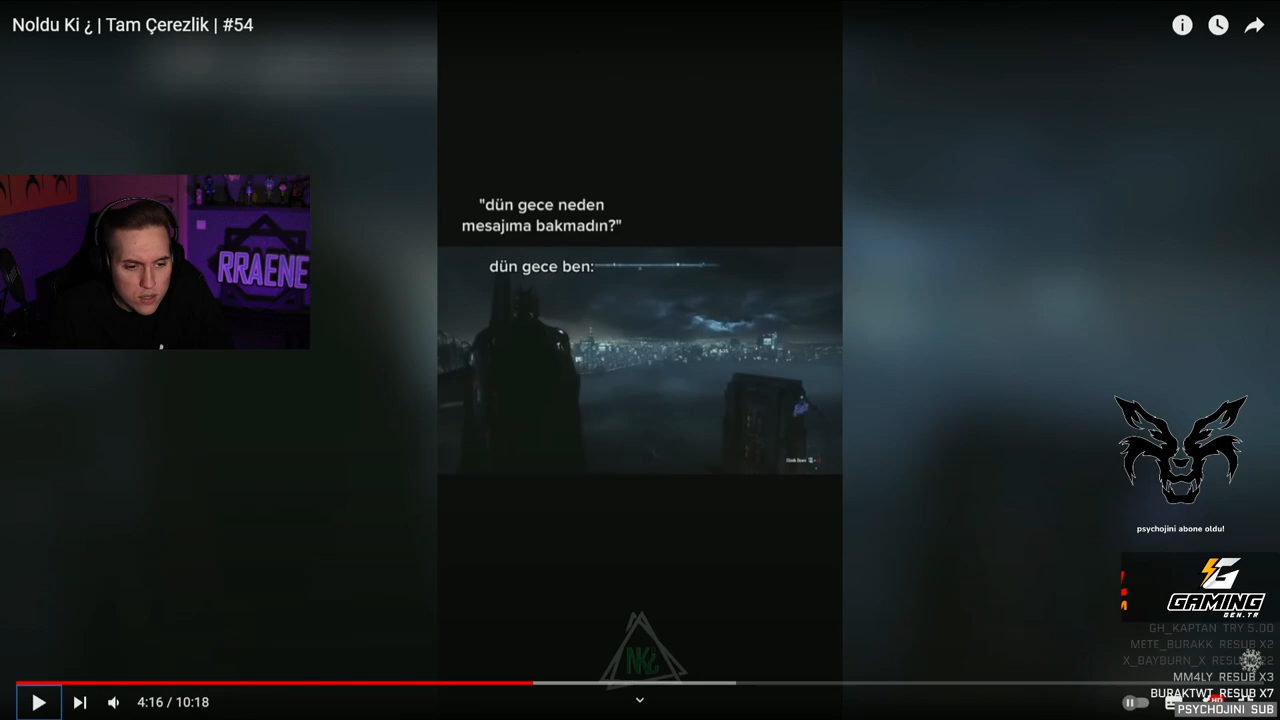 Noldu Ki ¿ | Tam Çerezlik | #54
"dün gece neden
mesajıma bakmadın?"
dün gece ben:
RRAENE
psychojini abone oldu!
G
GAMING
GEN.TR
GH_KAPTAN TRY 5.00
METE_BURAKK RESUB X2
X_BAYBURN_X
MM4LY RESUB X3
BURAKTWT RESUB X7
PSYCHOJINI SUB
NK¿
4:16 / 10:18